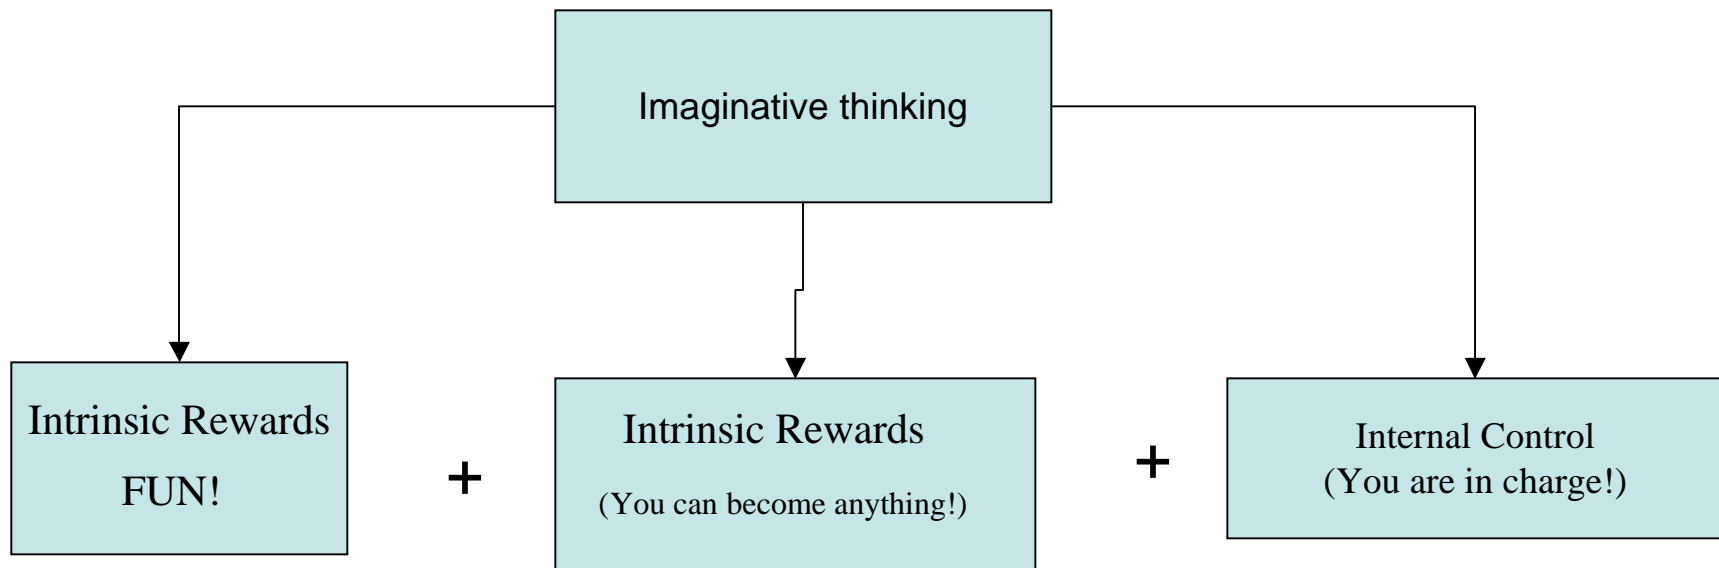 Imaginative thinking
Intrinsic Rewards
FUN!
+
Intrinsic Rewards
(You can become anything!)
+
Internal Control
(You are in charge!)